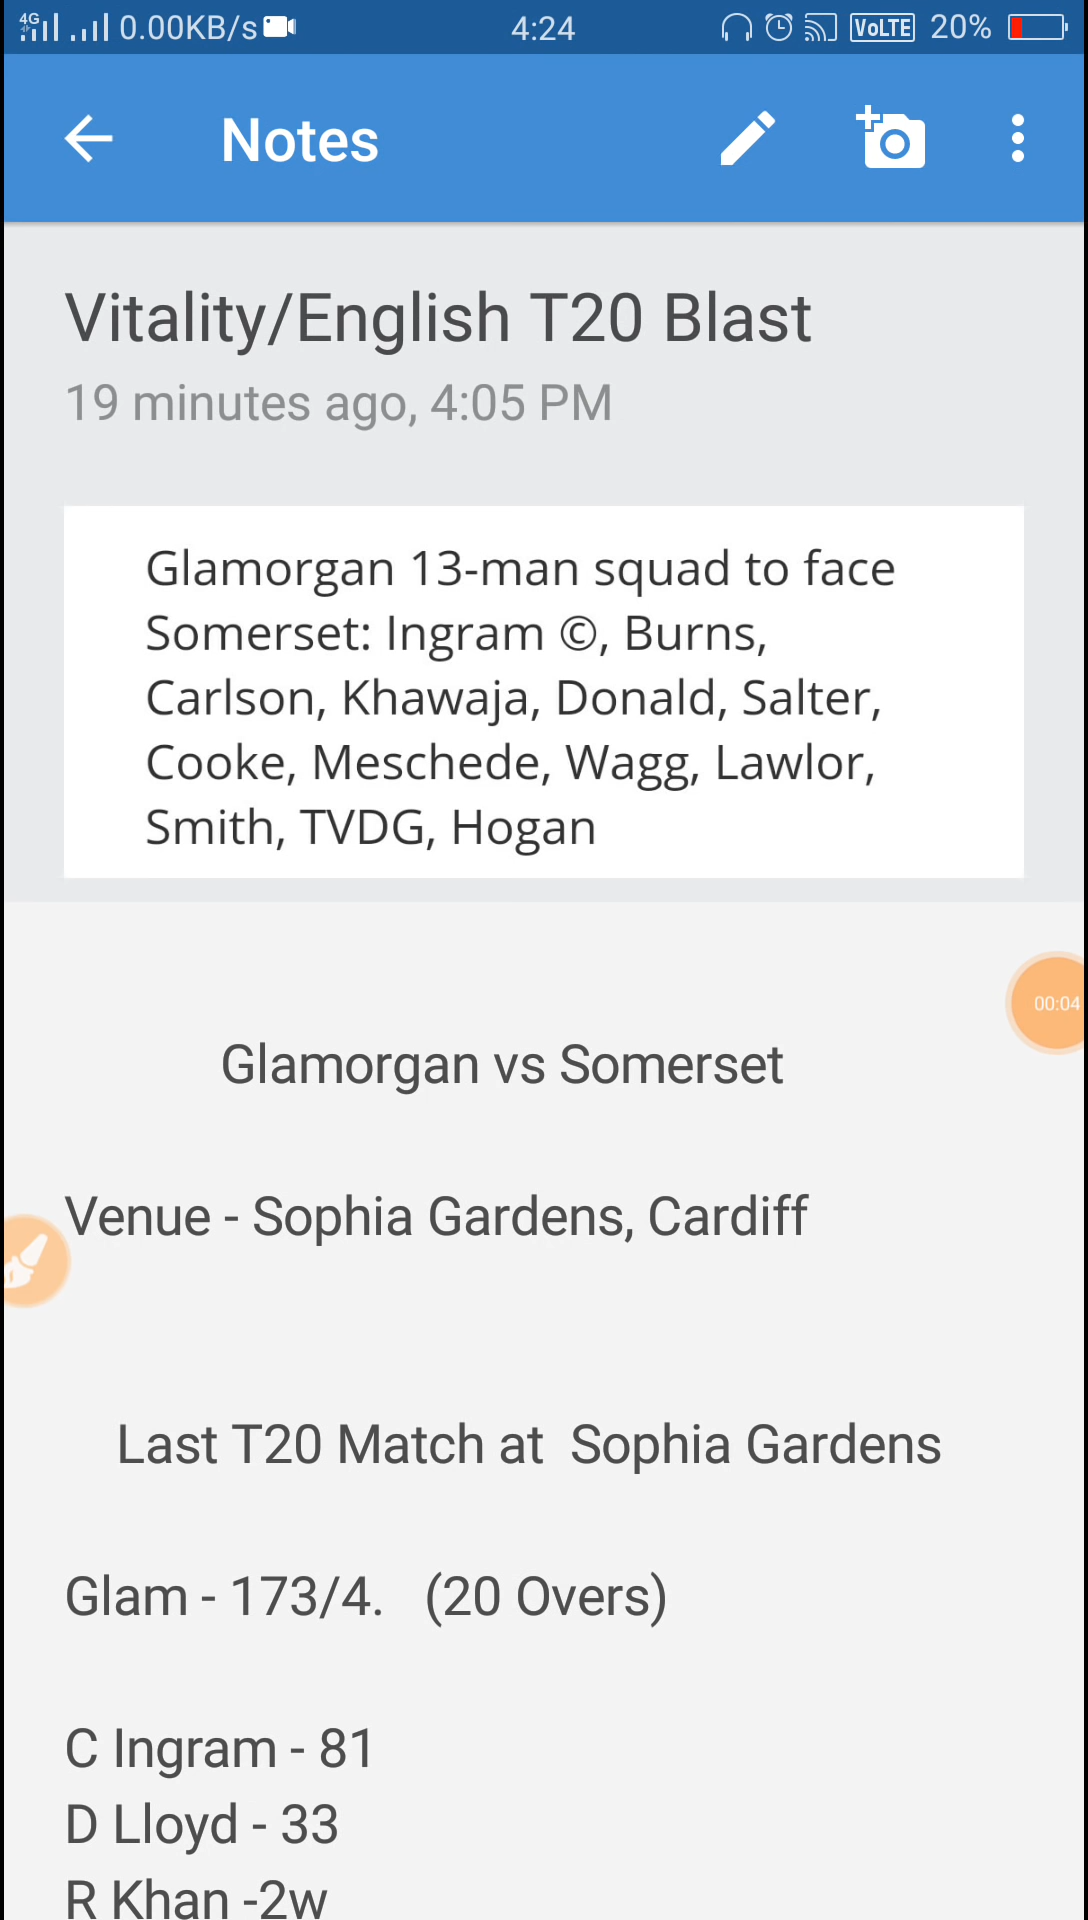 4G 0.00KB/s 4:24 VoLTE 20%
Notes
Vitality/English T20 Blast
19 minutes ago, 4:05 PM
Glamorgan 13-man squad to face
Somerset: Ingram ©, Burns,
Carlson, Khawaja, Donald, Salter,
Cooke, Meschede, Wagg, Lawlor,
Smith, TVDG, Hogan
00:04
Glamorgan vs Somerset
Venue - Sophia Gardens, Cardiff
Last T20 Match at  Sophia Gardens
Glam - 173/4.   (20 Overs)
C Ingram - 81
D Lloyd - 33
R Khan -2w